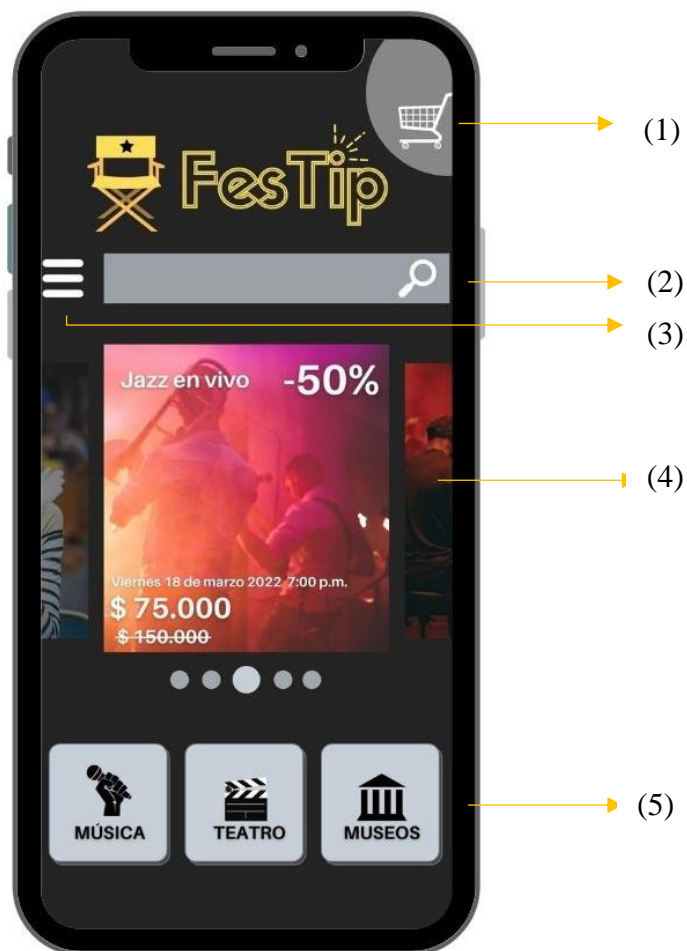 (1)
FesTip
(2)
(3)
Jazz en vivo -50%
(4)
Viernes 18 de marzo 2022 7:00 p.m.
$ 75.000
$ 150.000
MÚSICA TEATRO MUSEOS
(5)